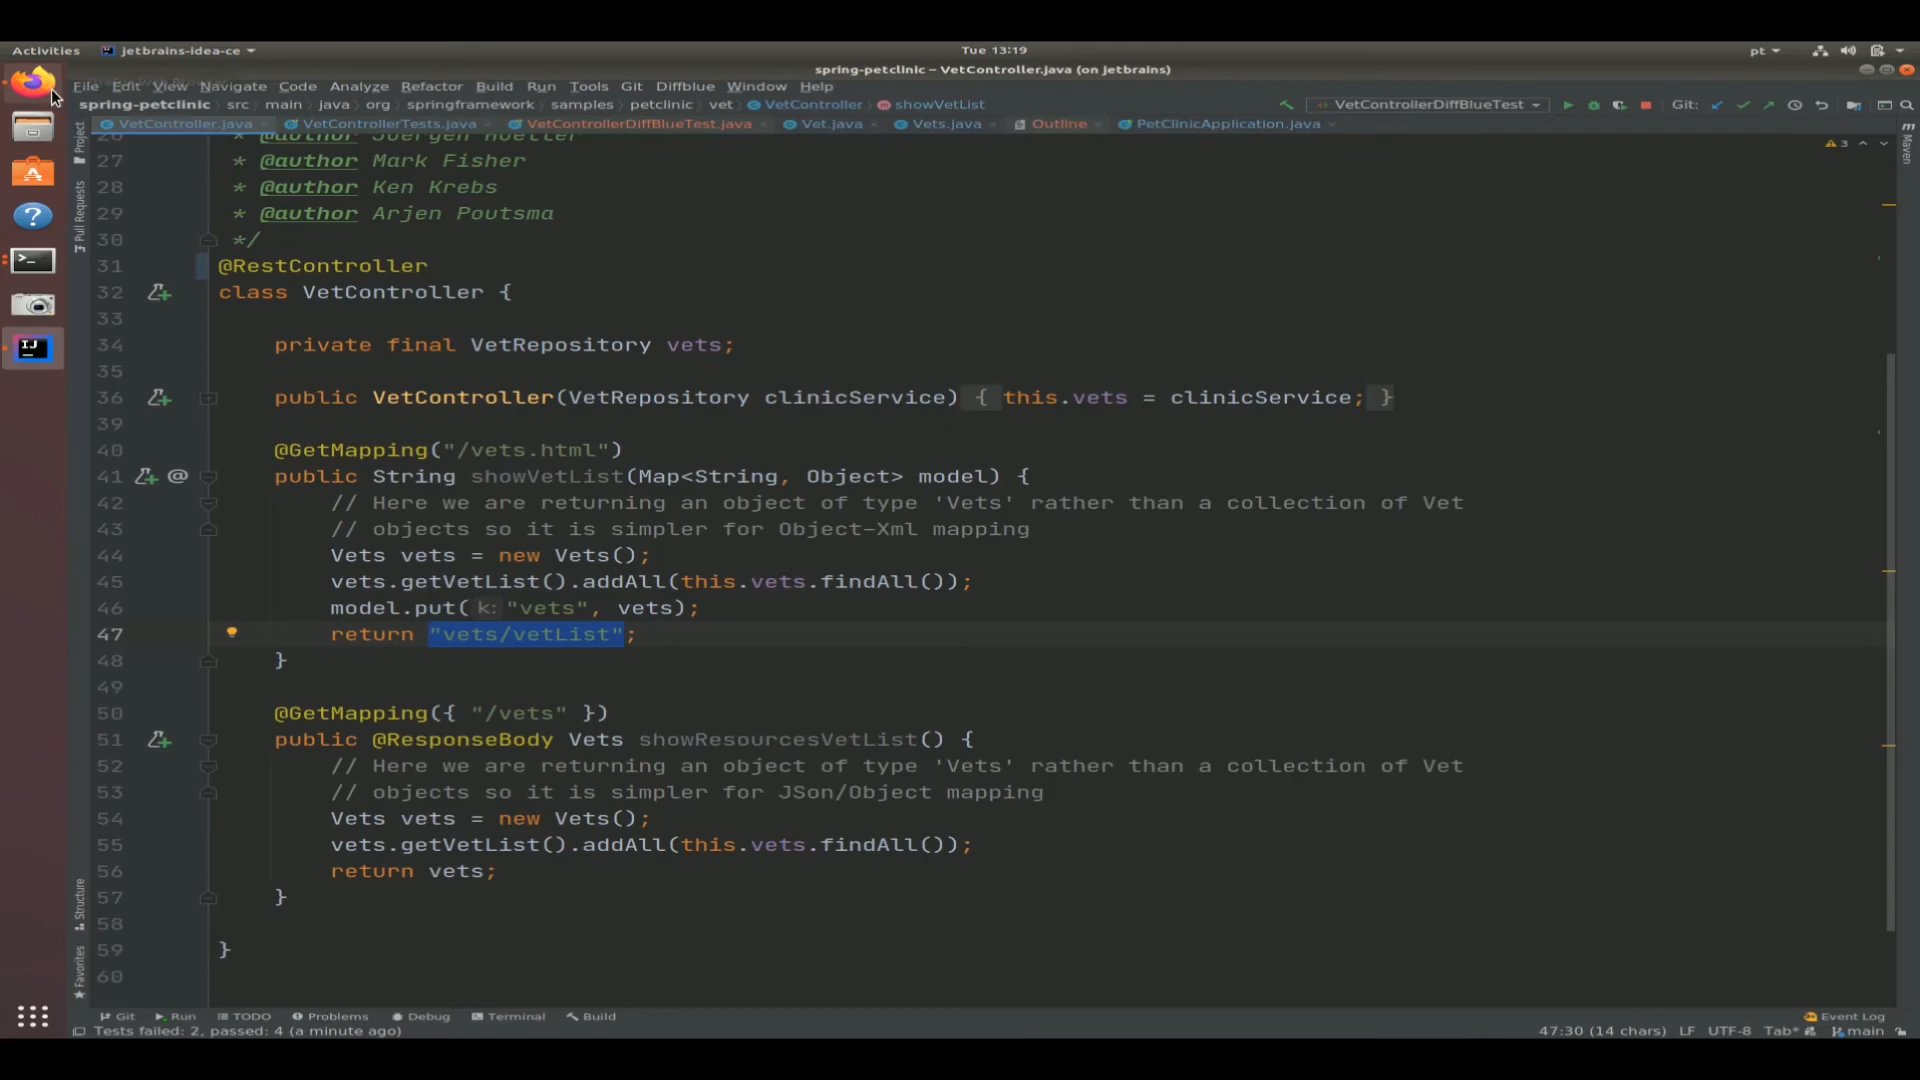 Activities jetbrains-idea-ce Tue 13:19 pt
spring-petclinic – VetController.java (on jetbrains)
File Edit View Navigate Code Analyze Refactor Build Run Tools Git Diffblue Window Help
spring-petclinic src main java org springframework samples petclinic vet VetController showVetList VetControllerDiffBlueTest Git:
VetController.java VetControllerTests.java VetControllerDiffBlueTest.java Vet.java Vets.java Outline PetClinicApplication.java
Project
Pull Requests
Structure
Favorites
Maven
3
26 * @author Juergen Hoeller
27 * @author Mark Fisher
28 * @author Ken Krebs
29 * @author Arjen Poutsma
30 */
31 @RestController
32 class VetController {
33
34 private final VetRepository vets;
35
36 public VetController(VetRepository clinicService) { this.vets = clinicService; }
39
40 @GetMapping("/vets.html")
41 @ public String showVetList(Map<String, Object> model) {
42 // Here we are returning an object of type 'Vets' rather than a collection of Vet
43 // objects so it is simpler for Object-Xml mapping
44 Vets vets = new Vets();
45 vets.getVetList().addAll(this.vets.findAll());
46 model.put( k: "vets", vets);
47 return "vets/vetList";
48 }
49
50 @GetMapping({ "/vets" })
51 public @ResponseBody Vets showResourcesVetList() {
52 // Here we are returning an object of type 'Vets' rather than a collection of Vet
53 // objects so it is simpler for JSon/Object mapping
54 Vets vets = new Vets();
55 vets.getVetList().addAll(this.vets.findAll());
56 return vets;
57 }
58
59 }
60
Git Run TODO Problems Debug Terminal Build Event Log
Tests failed: 2, passed: 4 (a minute ago) 47:30 (14 chars) LF UTF-8 Tab* main